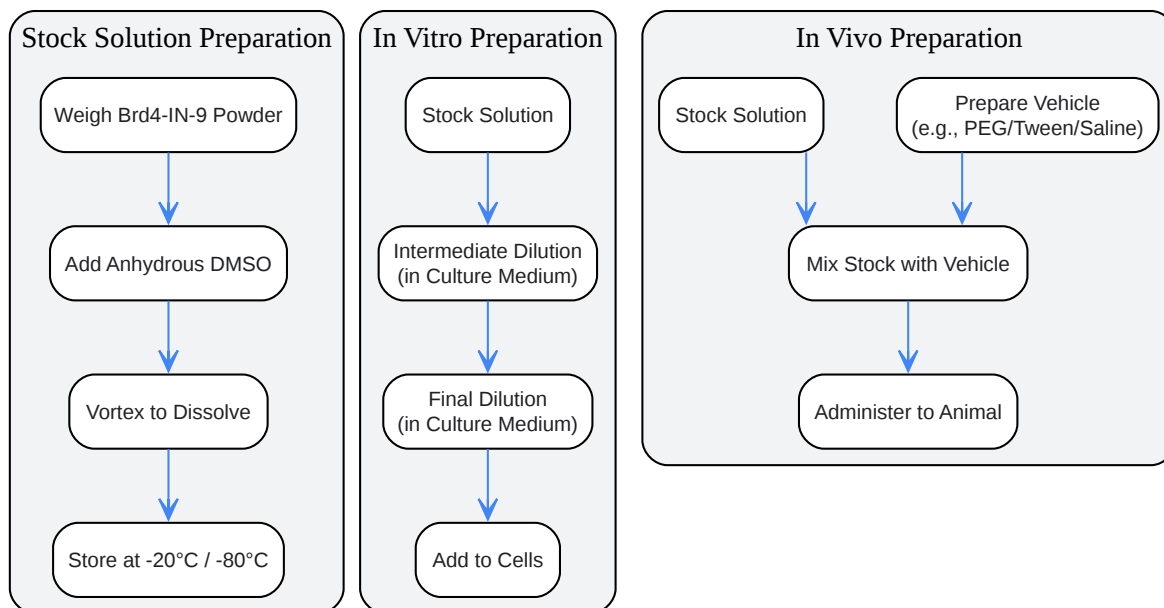 Stock Solution Preparation
Weigh Brd4-IN-9 Powder
Add Anhydrous DMSO
Vortex to Dissolve
Store at -20°C / -80°C
In Vitro Preparation
Stock Solution
Intermediate Dilution
(in Culture Medium)
Final Dilution
(in Culture Medium)
Add to Cells
In Vivo Preparation
Stock Solution
Prepare Vehicle
(e.g., PEG/Tween/Saline)
Mix Stock with Vehicle
Administer to Animal